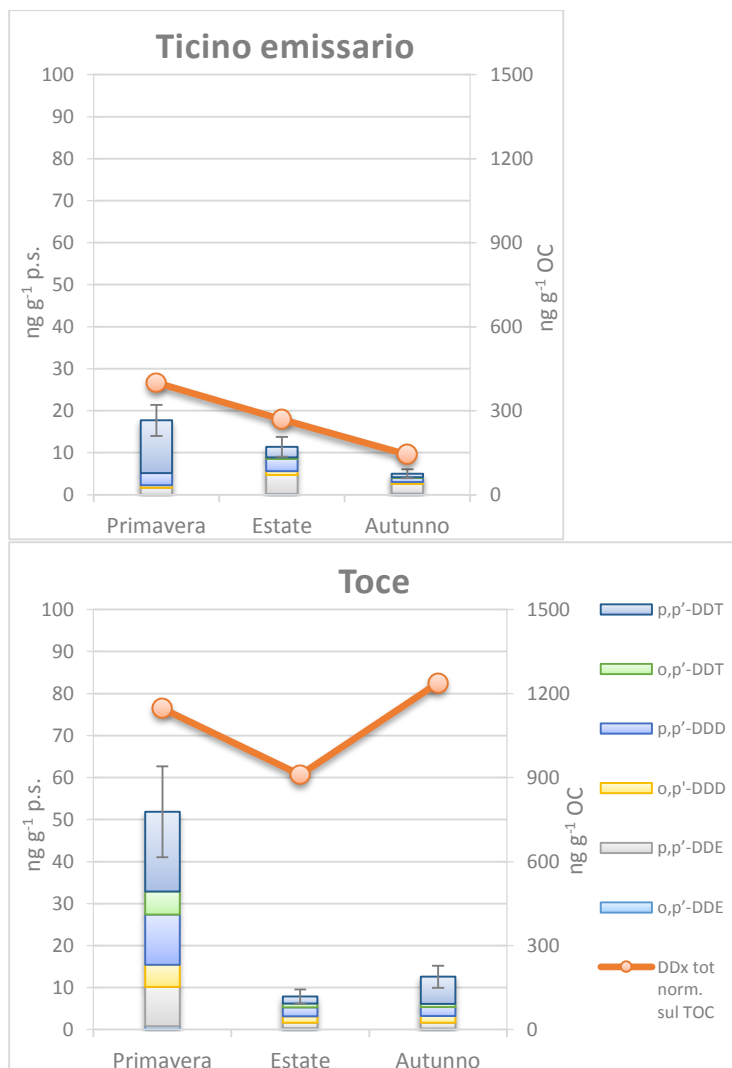 Ticino emissario
100
90
80
70
60
50
40
30
20
10
0
ng g⁻¹ p.s.
1500
1200
900
600
300
0
ng g⁻¹ OC
Primavera Estate Autunno
Toce
100
90
80
70
60
50
40
30
20
10
0
ng g⁻¹ p.s.
1500
1200
900
600
300
0
ng g⁻¹ OC
Primavera Estate Autunno
p,p’-DDT
o,p’-DDT
p,p’-DDD
o,p'-DDD
p,p’-DDE
o,p’-DDE
DDx tot
norm.
sul TOC